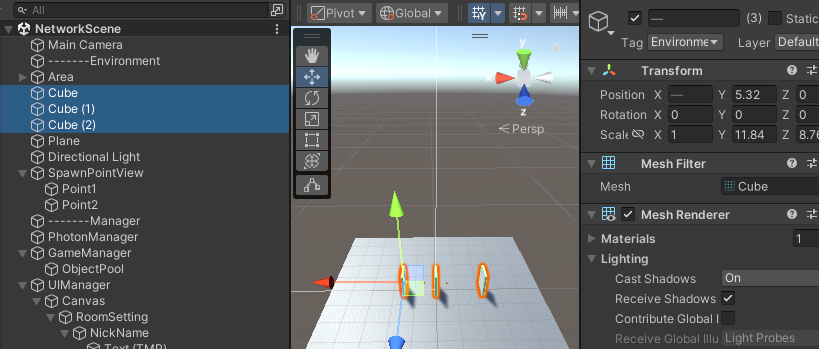 All
NetworkScene
Main Camera
-------Environment
Area
Cube
Cube (1)
Cube (2)
Plane
Directional Light
SpawnPointView
Point1
Point2
-------Manager
PhotonManager
GameManager
ObjectPool
UIManager
Canvas
RoomSetting
NickName
Text (TMP)
Pivot
Global
y
x
z
< Persp
— (3) Static
Tag Environme Layer Default
Transform
Position X — Y 5.32 Z 0
Rotation X 0 Y 0 Z 0
Scale X 1 Y 11.84 Z 8.76
Mesh Filter
Mesh Cube
Mesh Renderer
Materials 1
Lighting
Cast Shadows On
Receive Shadows
Contribute Global I
Receive Global Illu Light Probes